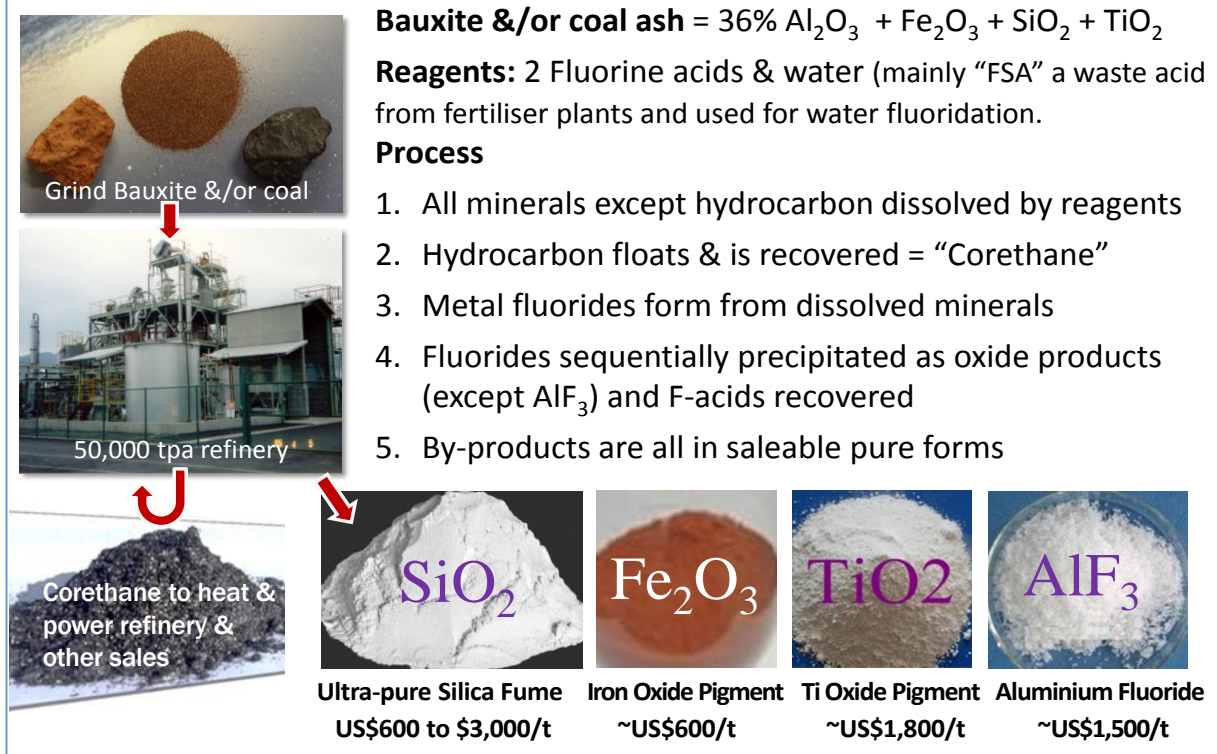 Bauxite &/or coal ash = 36% Al₂O₃ + Fe₂O₃ + SiO₂ + TiO₂
Reagents: 2 Fluorine acids & water (mainly “FSA” a waste acid
from fertiliser plants and used for water fluoridation.
Process
1. All minerals except hydrocarbon dissolved by reagents
2. Hydrocarbon floats & is recovered = “Corethane”
3. Metal fluorides form from dissolved minerals
4. Fluorides sequentially precipitated as oxide products
(except AlF₃) and F-acids recovered
5. By-products are all in saleable pure forms
Grind Bauxite &/or coal
50,000 tpa refinery
Corethane to heat &
power refinery &
other sales
SiO₂
Fe₂O₃
TiO2
AlF₃
Ultra-pure Silica Fume
US$600 to $3,000/t
Iron Oxide Pigment
~US$600/t
Ti Oxide Pigment
~US$1,800/t
Aluminium Fluoride
~US$1,500/t